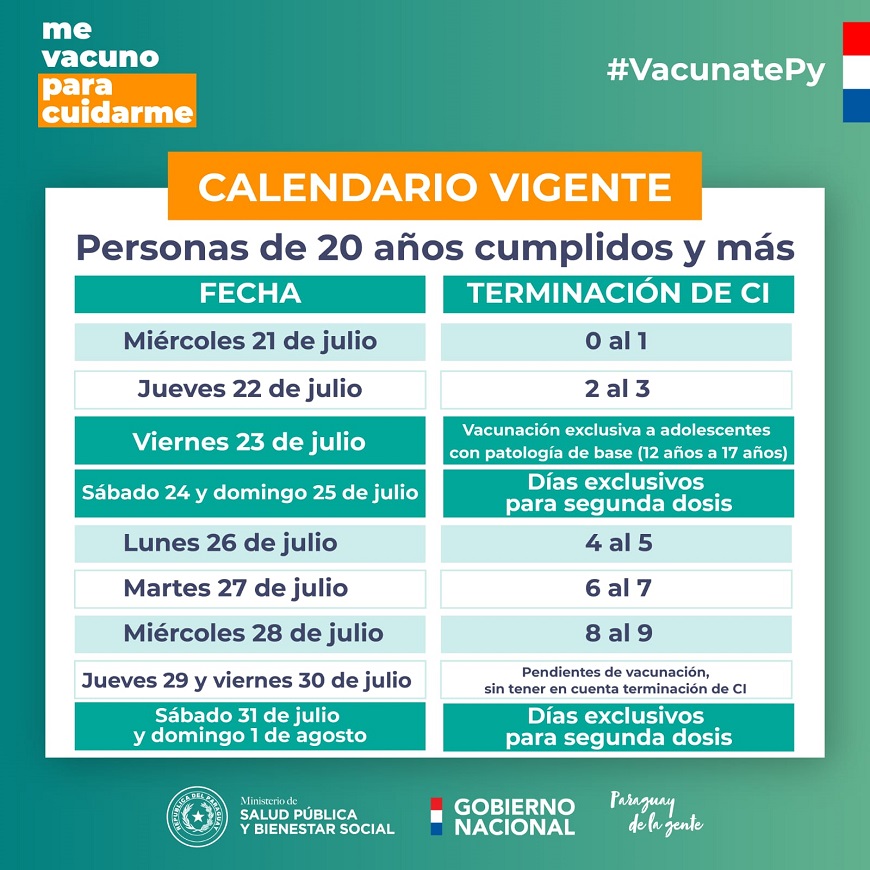 me
vacuno
para
cuidarme
#VacunatePy
CALENDARIO VIGENTE
Personas de 20 años cumplidos y más
FECHA
TERMINACIÓN DE CI
Miércoles 21 de julio
0 al 1
Jueves 22 de julio
2 al 3
Viernes 23 de julio
Vacunación exclusiva a adolescentes
con patología de base (12 años a 17 años)
Sábado 24 y domingo 25 de julio
Días exclusivos
para segunda dosis
Lunes 26 de julio
4 al 5
Martes 27 de julio
6 al 7
Miércoles 28 de julio
8 al 9
Jueves 29 y viernes 30 de julio
Pendientes de vacunación,
sin tener en cuenta terminación de CI
Sábado 31 de julio
y domingo 1 de agosto
Días exclusivos
para segunda dosis
REPUBLICA DEL PARAGUAY
Ministerio de
SALUD PÚBLICA
Y BIENESTAR SOCIAL
GOBIERNO
NACIONAL
Paraguay
de la gente